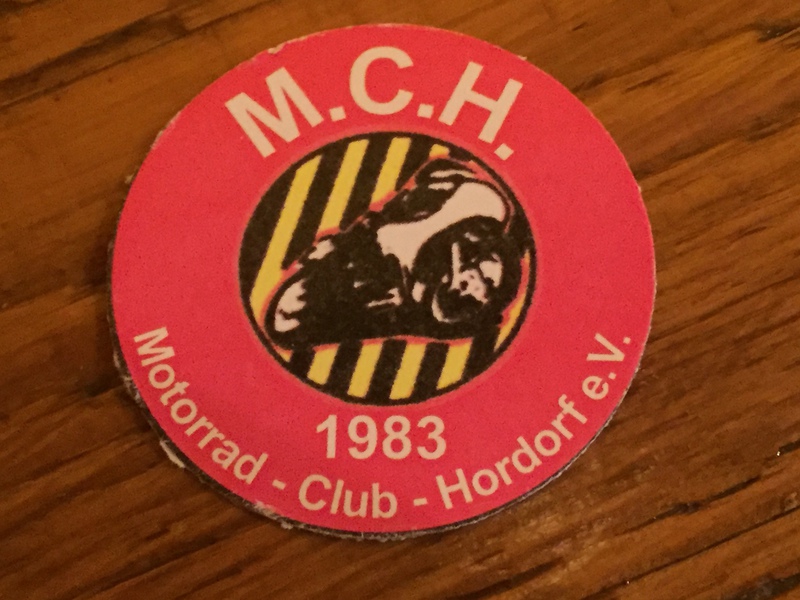 M.C.H.
1983
Motorrad - Club - Hordorf e.V.